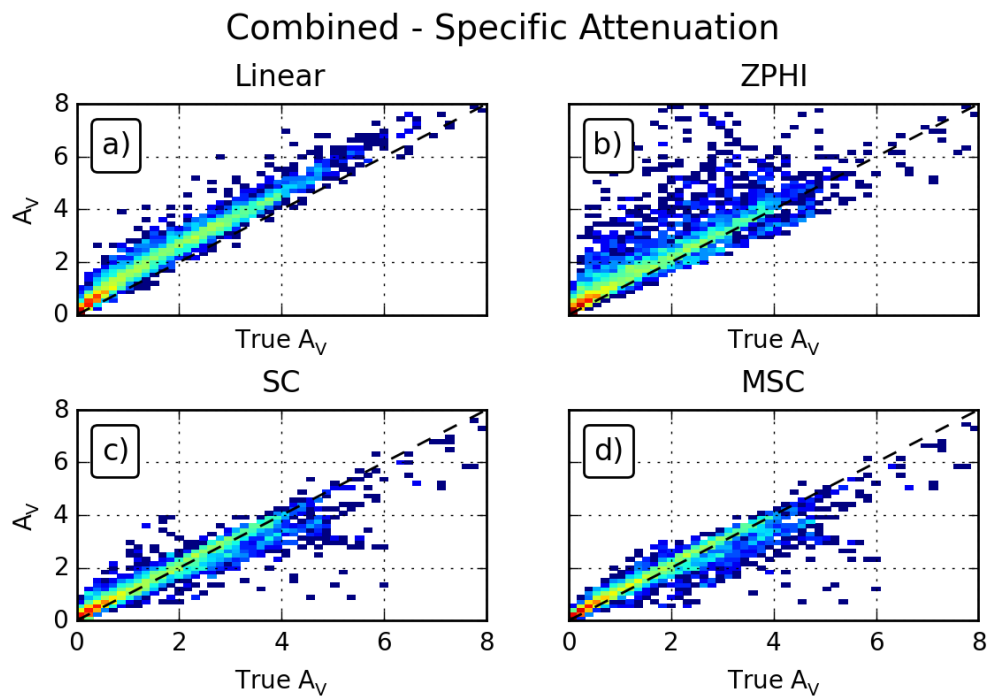 Combined - Specific Attenuation
Linear
ZPHI
8
6
4
2
0
A_V
a)
b)
True A_V
True A_V
SC
MSC
8
6
4
2
0
A_V
c)
d)
0 2 4 6 8
0 2 4 6 8
True A_V
True A_V